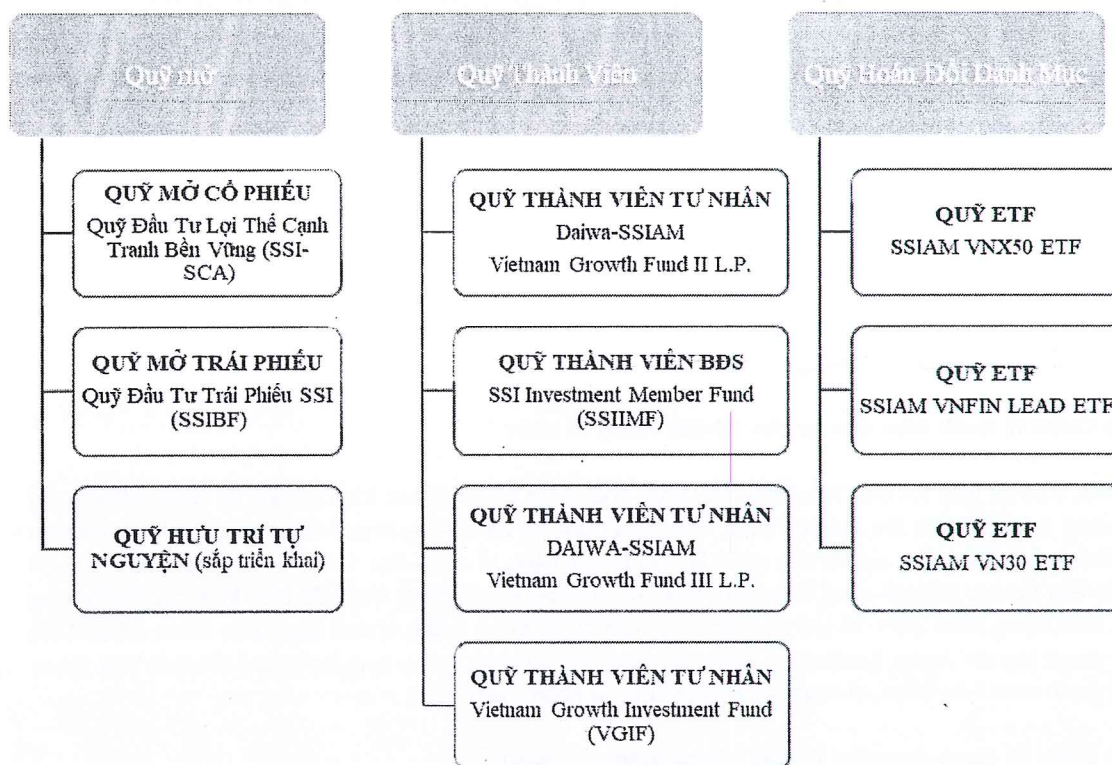 Quỹ mở
QUỸ MỞ CỔ PHIẾU
Quỹ Đầu Tư Lợi Thế Cạnh
Tranh Bền Vững (SSI-
SCA)
QUỸ MỞ TRÁI PHIẾU
Quỹ Đầu Tư Trái Phiếu SSI
(SSIBF)
QUỸ HƯU TRÍ TỰ
NGUYỆN (sắp triển khai)
Quỹ Thành Viên
QUỸ THÀNH VIÊN TƯ NHÂN
Daiwa-SSIAM
Vietnam Growth Fund II L.P.
QUỸ THÀNH VIÊN BĐS
SSI Investment Member Fund
(SSIIMF)
QUỸ THÀNH VIÊN TƯ NHÂN
DAIWA-SSIAM
Vietnam Growth Fund III L.P.
QUỸ THÀNH VIÊN TƯ NHÂN
Vietnam Growth Investment Fund
(VGIF)
Quỹ Hoán Đổi Danh Mục
QUỸ ETF
SSIAM VNX50 ETF
QUỸ ETF
SSIAM VNFIN LEAD ETF
QUỸ ETF
SSIAM VN30 ETF